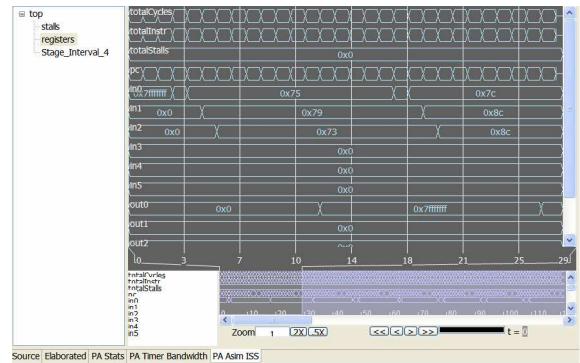 top
stalls
registers
Stage_Interval_4
totalCycles
totalInstr
totalStalls
0x0
pc
in0
0x7fffffff
0x75
0x7c
in1
0x0
0x79
0x8c
in2
0x0
0x73
0x8c
in3
0x0
in4
0x0
in5
0x0
out0
0x0
0x7fffffff
out1
0x0
out2
0x0
0 3 7 10 14 18 21 25 29
totalCycles
totalInstr
totalStalls
pc
in0
in1
in2
in3
in4
in5
Zoom 1 2X .5X << < > >> t = 0
Source Elaborated PA Stats PA Timer Bandwidth PA Asim ISS